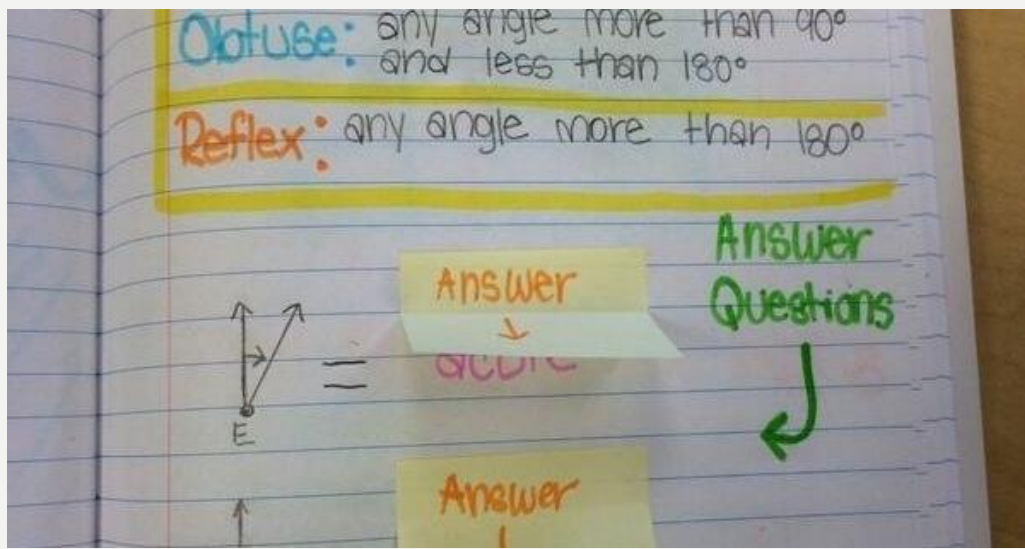 Obtuse: any angle more than 90°
and less than 180°
Reflex: any angle more than 180°
Answer
Questions
Answer
acute
=
E
Answer